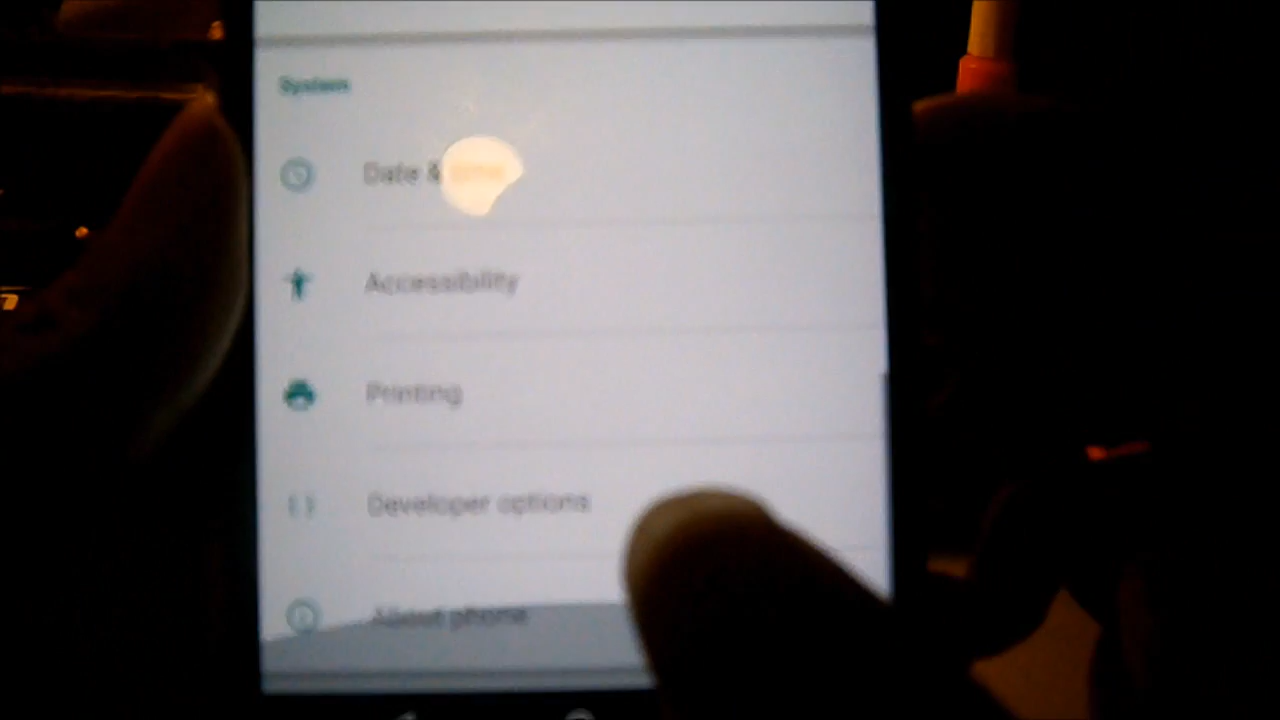 System
Date &
Accessibility
Printing
Developer options
About phone